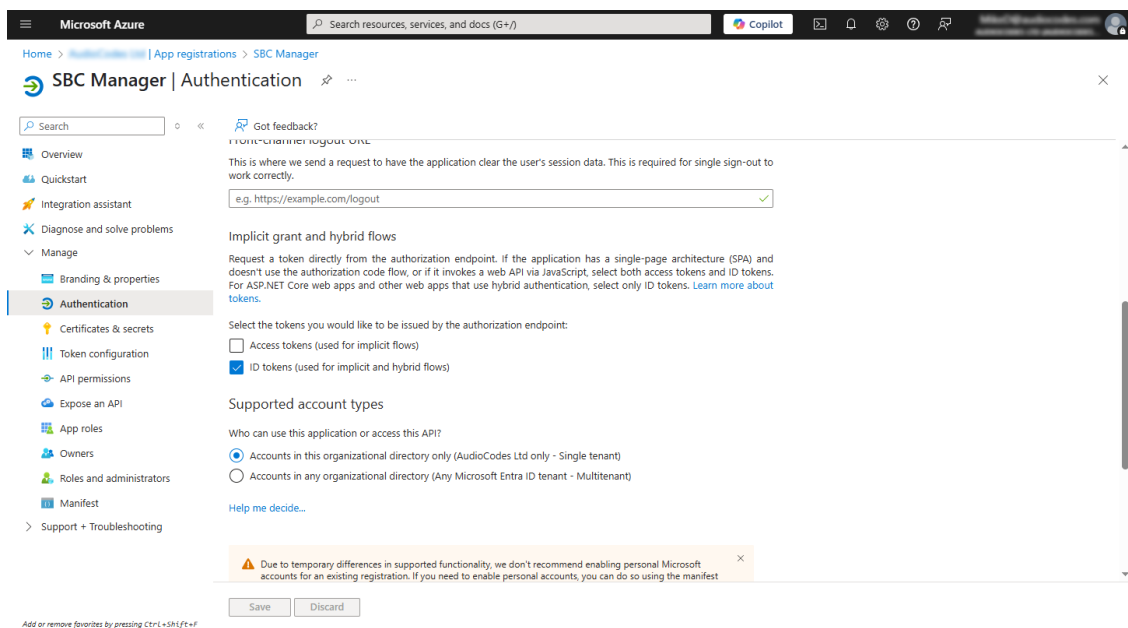 Microsoft Azure
Search resources, services, and docs (G+/)
Copilot
Home > | App registrations > SBC Manager
SBC Manager | Authentication
Search
Got feedback?
Overview
Quickstart
Integration assistant
Diagnose and solve problems
Manage
Branding & properties
Authentication
Certificates & secrets
Token configuration
API permissions
Expose an API
App roles
Owners
Roles and administrators
Manifest
Support + Troubleshooting
Add or remove favorites by pressing Ctrl+Shift+F
Front-channel logout URL
This is where we send a request to have the application clear the user's session data. This is required for single sign-out to
work correctly.
e.g. https://example.com/logout
Implicit grant and hybrid flows
Request a token directly from the authorization endpoint. If the application has a single-page architecture (SPA) and
doesn't use the authorization code flow, or if it invokes a web API via JavaScript, select both access tokens and ID tokens.
For ASP.NET Core web apps and other web apps that use hybrid authentication, select only ID tokens. Learn more about
tokens.
Select the tokens you would like to be issued by the authorization endpoint:
Access tokens (used for implicit flows)
ID tokens (used for implicit and hybrid flows)
Supported account types
Who can use this application or access this API?
Accounts in this organizational directory only (AudioCodes Ltd only - Single tenant)
Accounts in any organizational directory (Any Microsoft Entra ID tenant - Multitenant)
Help me decide...
Due to temporary differences in supported functionality, we don't recommend enabling personal Microsoft
accounts for an existing registration. If you need to enable personal accounts, you can do so using the manifest
Save
Discard